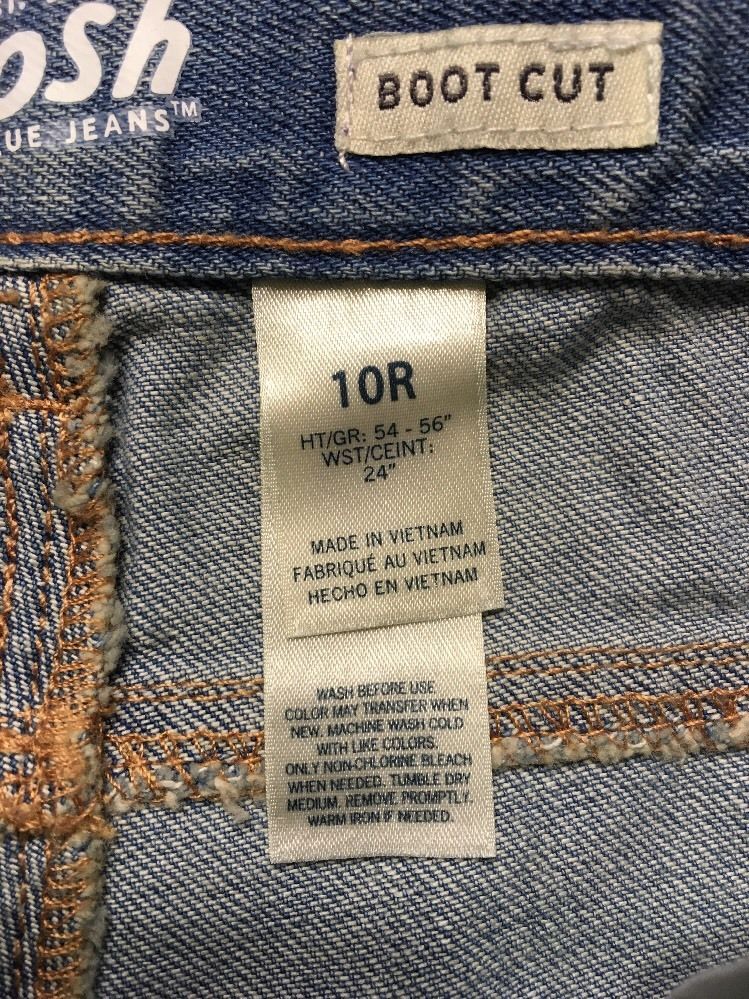 osh
UE JEANS™
BOOT CUT
10R
HT/GR: 54 - 56"
WST/CEINT:
24"
MADE IN VIETNAM
FABRIQUÉ AU VIETNAM
HECHO EN VIETNAM
WASH BEFORE USE
COLOR MAY TRANSFER WHEN
NEW. MACHINE WASH COLD
WITH LIKE COLORS.
ONLY NON-CHLORINE BLEACH
WHEN NEEDED. TUMBLE DRY
MEDIUM. REMOVE PROMPTLY.
WARM IRON IF NEEDED.